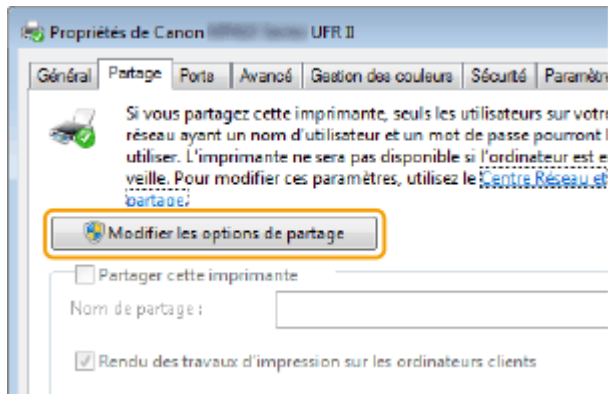 Propriétés de Canon UFR II
Général Partage Ports Avancé Gestion des couleurs Sécurité Paramètre
Si vous partagez cette imprimante, seuls les utilisateurs sur votre
réseau ayant un nom d'utilisateur et un mot de passe pourront l
utiliser. L'imprimante ne sera pas disponible si l'ordinateur est e
veille. Pour modifier ces paramètres, utilisez le Centre Réseau et
partage.
Modifier les options de partage
Partager cette imprimante
Nom de partage :
Rendu des travaux d'impression sur les ordinateurs clients